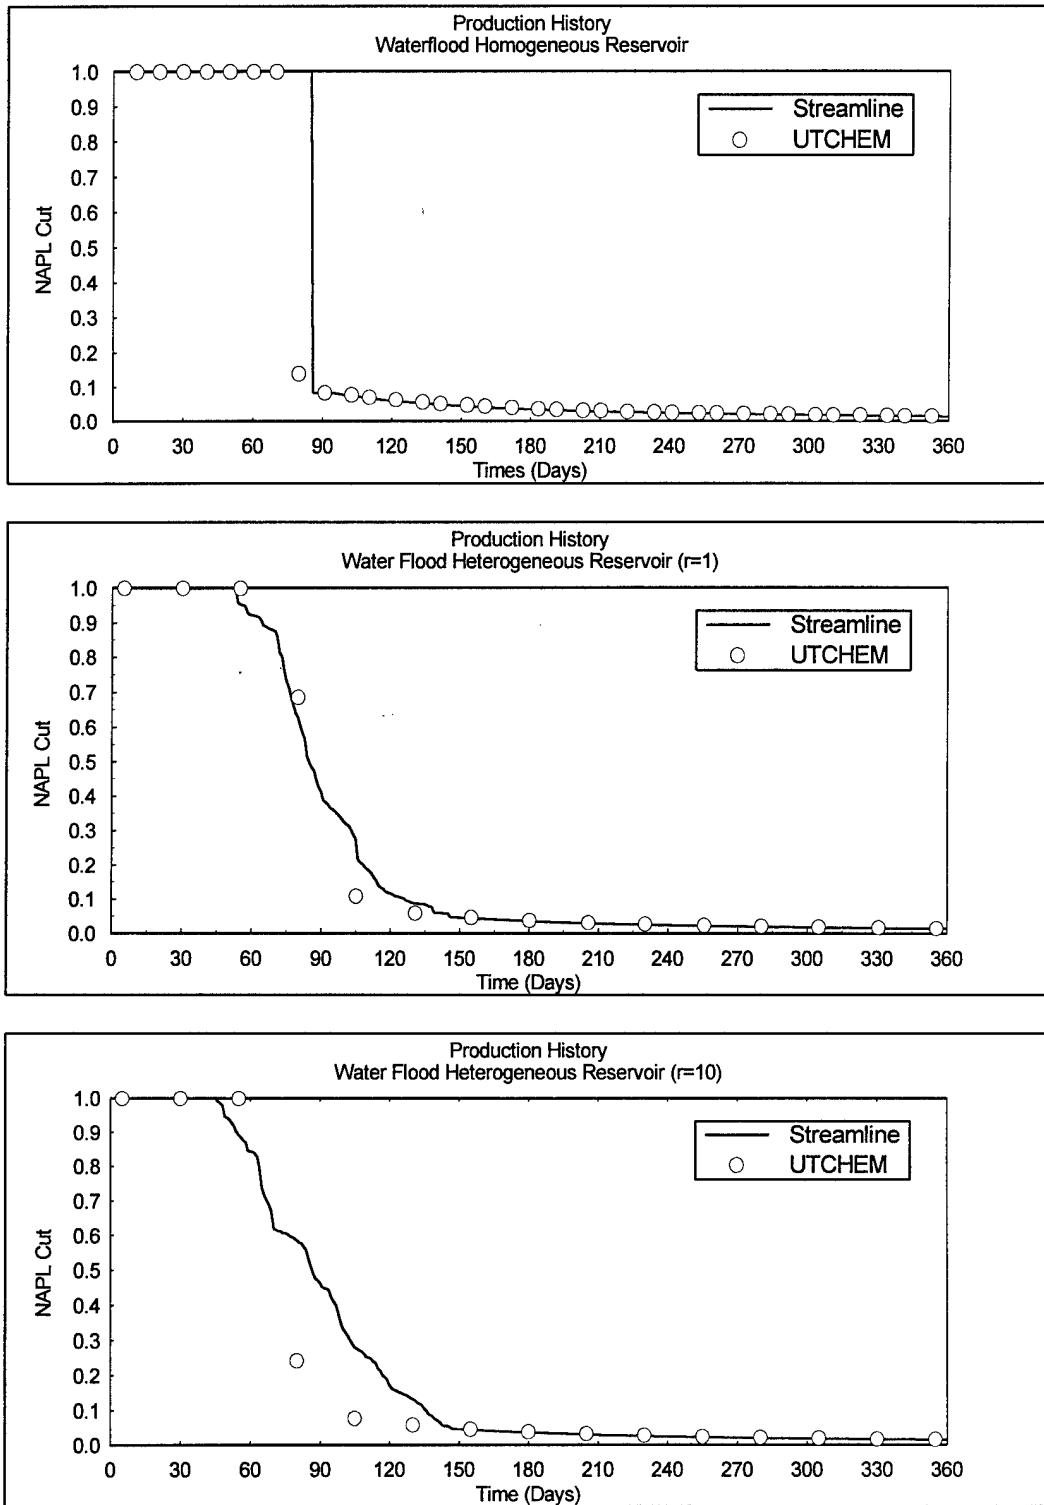 Production History
Waterflood Homogeneous Reservoir
Streamline
UTCHEM
NAPL Cut
1.0
0.9
0.8
0.7
0.6
0.5
0.4
0.3
0.2
0.1
0.0
0 30 60 90 120 150 180 210 240 270 300 330 360
Times (Days)
Production History
Water Flood Heterogeneous Reservoir (r=1)
Streamline
UTCHEM
NAPL Cut
1.0
0.9
0.8
0.7
0.6
0.5
0.4
0.3
0.2
0.1
0.0
0 30 60 90 120 150 180 210 240 270 300 330 360
Time (Days)
Production History
Water Flood Heterogeneous Reservoir (r=10)
Streamline
UTCHEM
NAPL Cut
1.0
0.9
0.8
0.7
0.6
0.5
0.4
0.3
0.2
0.1
0.0
0 30 60 90 120 150 180 210 240 270 300 330 360
Time (Days)